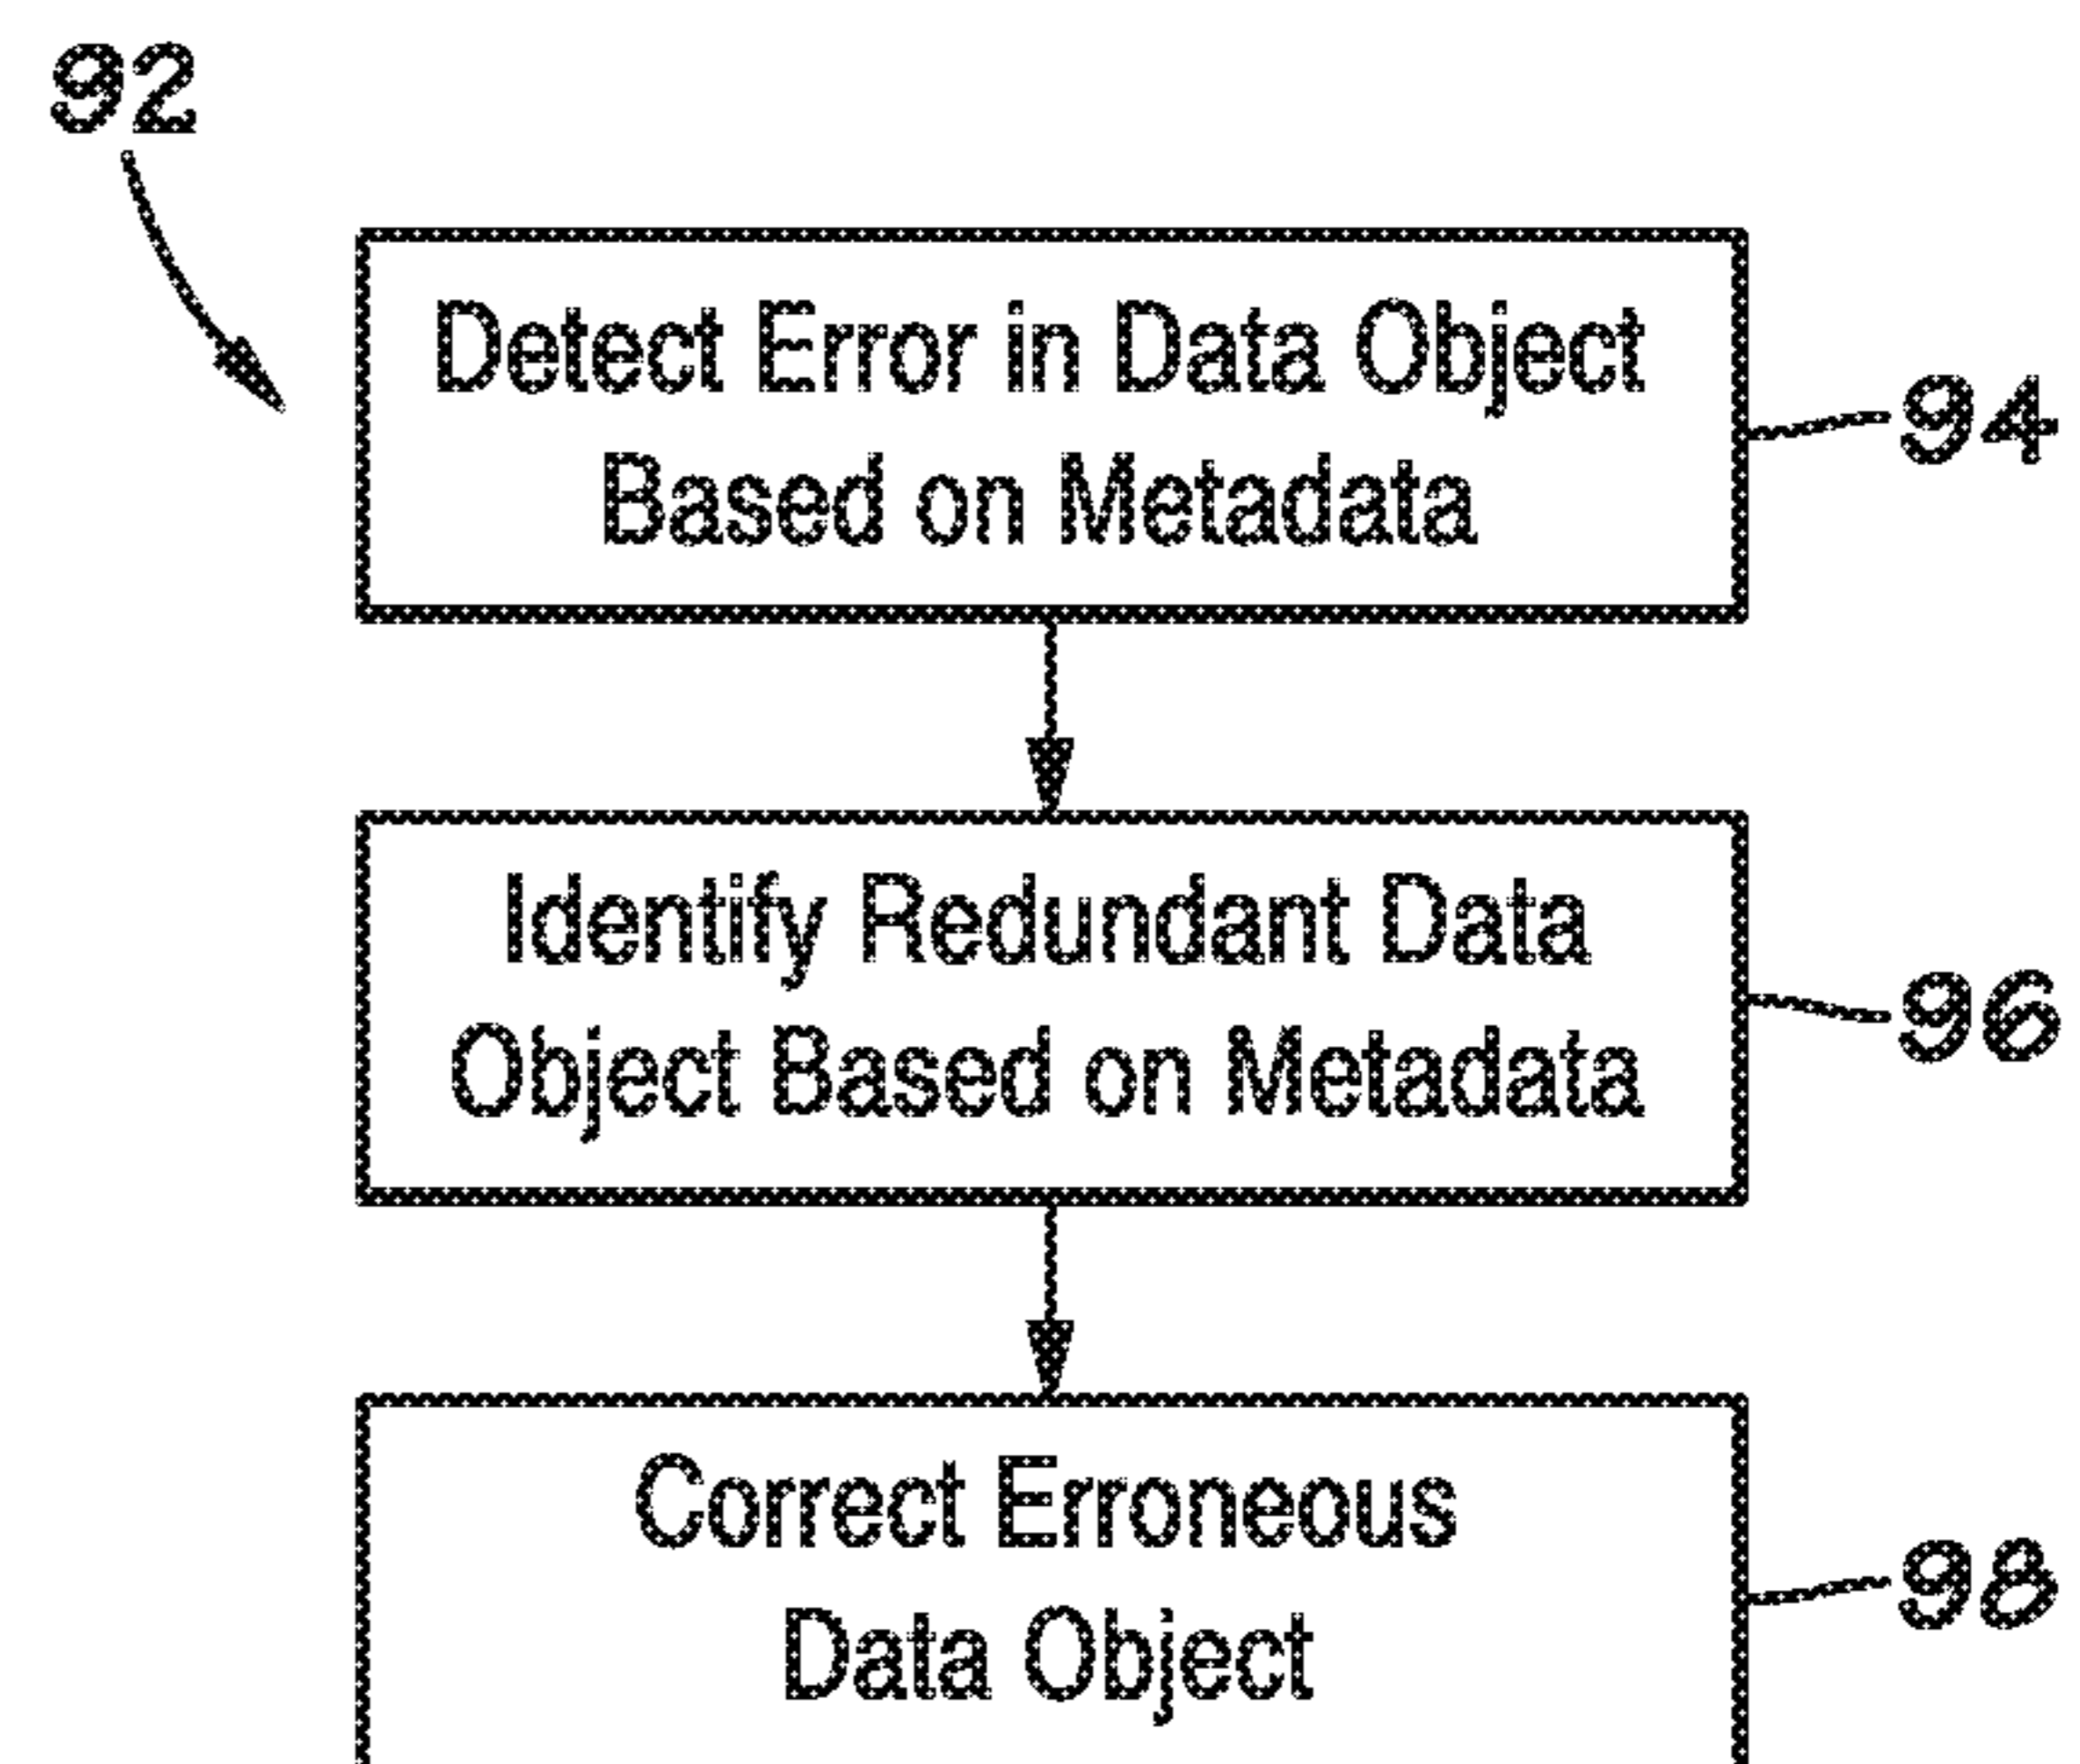 92
Detect Error in Data Object
Based on Metadata
94
Identify Redundant Data
Object Based on Metadata
96
Correct Erroneous
Data Object
98